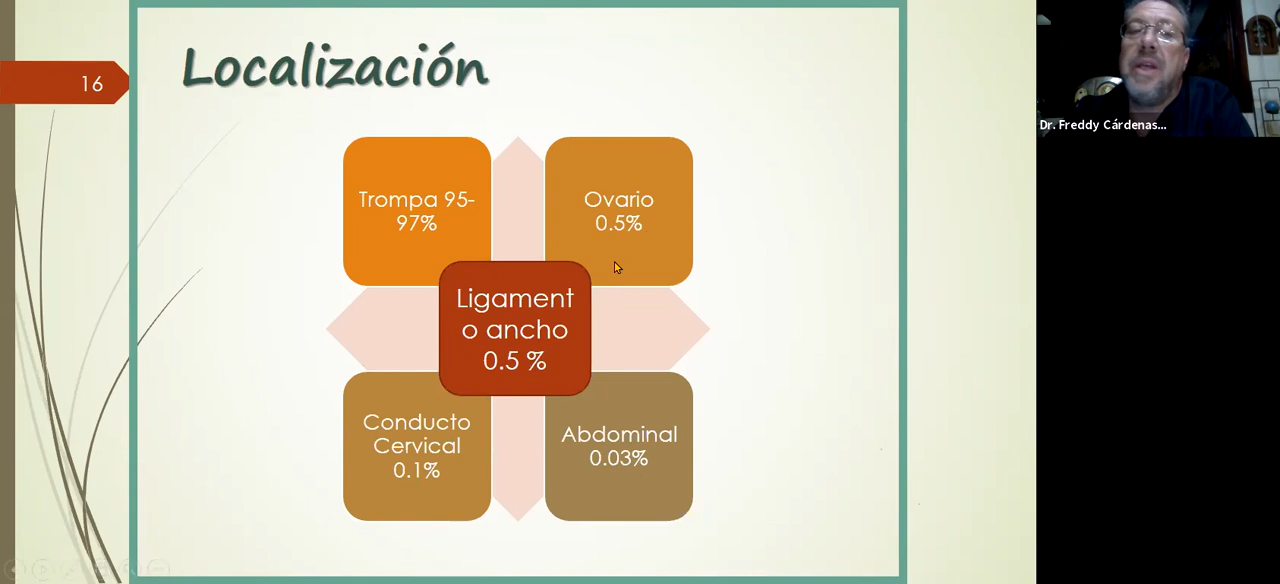 Localización
16
Trompa 95-
97%
Ovario
0.5%
Ligament
o ancho
0.5 %
Conducto
Cervical
0.1%
Abdominal
0.03%
Dr. Freddy Cárdenas...